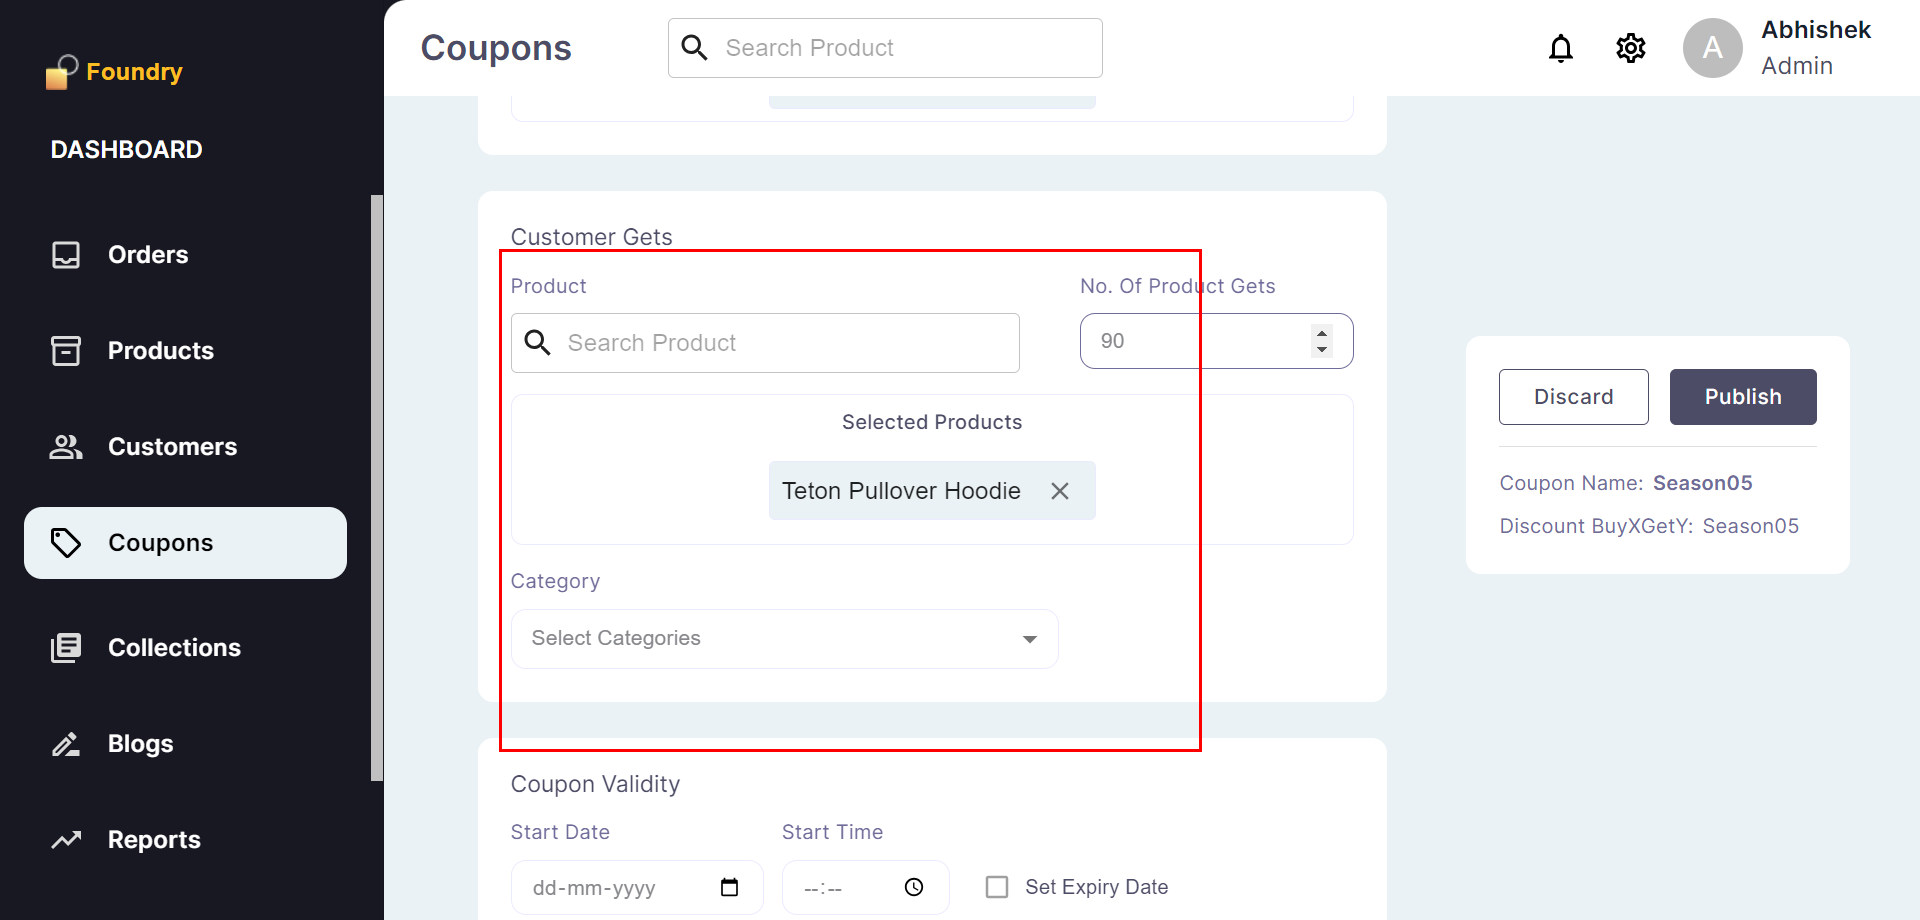 Foundry
DASHBOARD
Orders
Products
Customers
Coupons
Collections
Blogs
Reports
Coupons
Search Product
A
Abhishek
Admin
Customer Gets
Product
No. Of Product Gets
Search Product
90
Selected Products
Teton Pullover Hoodie
Category
Select Categories
Coupon Validity
Start Date
Start Time
dd-mm-yyyy
--:--
Set Expiry Date
Discard
Publish
Coupon Name: Season05
Discount BuyXGetY: Season05